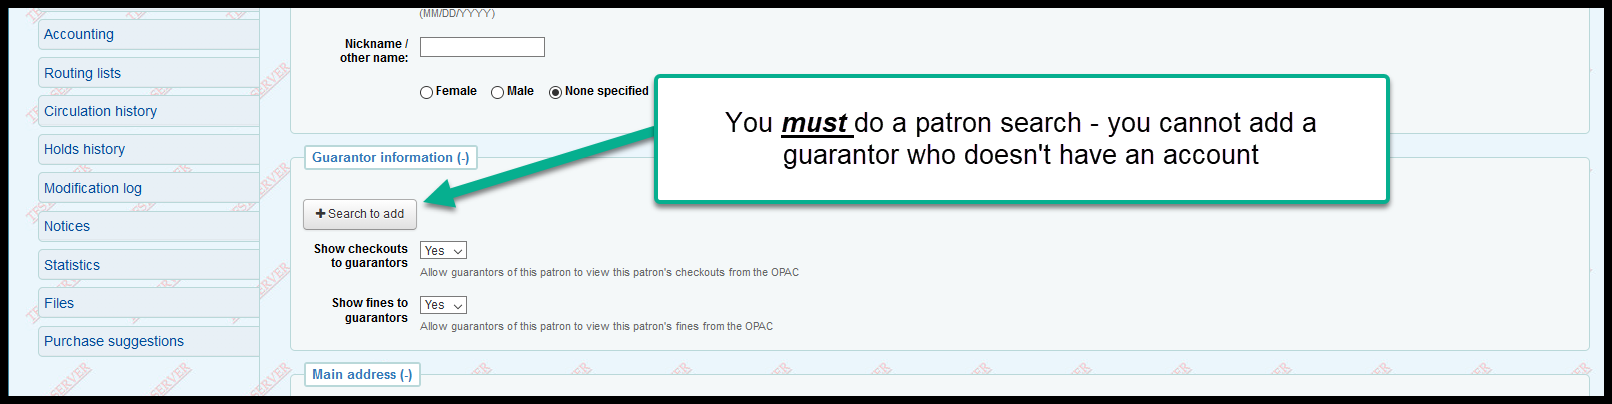 (MM/DD/YYYY)
Accounting
Routing lists
Circulation history
Holds history
Modification log
Notices
Statistics
Files
Purchase suggestions
Nickname /
other name:
Female Male None specified
You must do a patron search - you cannot add a
guarantor who doesn't have an account
Guarantor information (-)
+ Search to add
Show checkouts
to guarantors
Yes
Allow guarantors of this patron to view this patron's checkouts from the OPAC
Show fines to
guarantors
Yes
Allow guarantors of this patron to view this patron's fines from the OPAC
Main address (-)